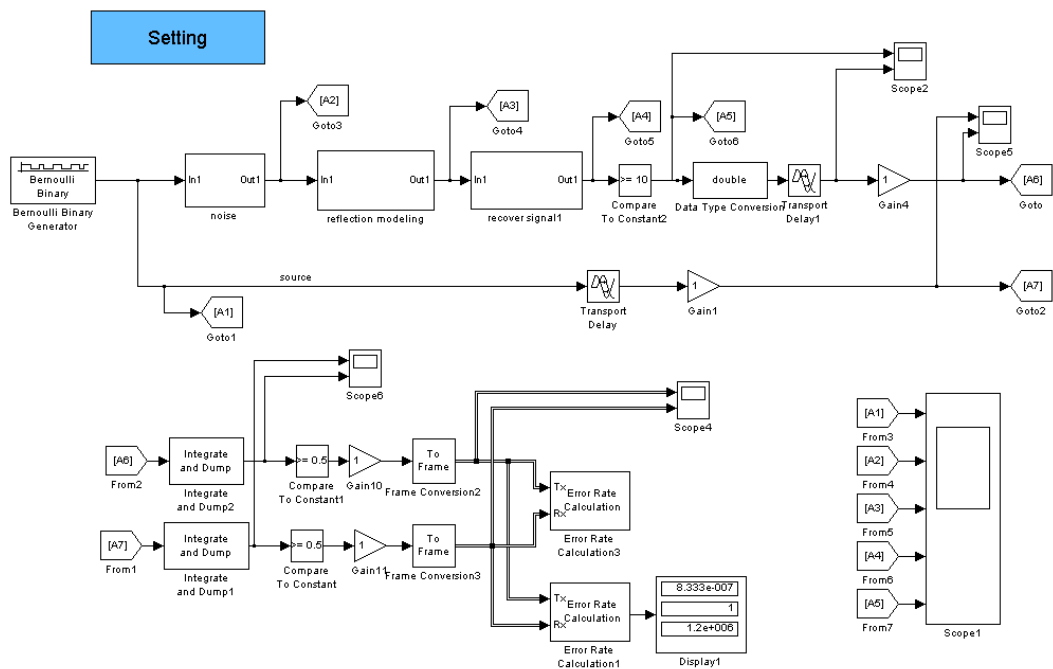 Setting
[A2]
Goto3
[A3]
Goto4
[A4]
Goto5
[A5]
Goto6
Scope2
Scope5
Bernoulli
Binary
Bernoulli Binary
Generator
In1
Out1
noise
In1
Out1
reflection modeling
In1
Out1
recover signal1
>= 10
Compare
To Constant2
double
Data Type Conversion
Transport
Delay1
1
Gain4
[A6]
Goto
source
[A1]
Goto1
Transport
Delay
1
Gain1
[A7]
Goto2
Scope6
Scope4
[A6]
From2
Integrate
and Dump
Integrate
and Dump2
>= 0.5
Compare
To Constant1
1
Gain10
To
Frame
Frame Conversion2
[A7]
From1
Integrate
and Dump
Integrate
and Dump1
>= 0.5
Compare
To Constant
1
Gain11
To
Frame
Frame Conversion3
Tx
Rx
Error Rate
Calculation
Error Rate
Calculation3
Tx
Rx
Error Rate
Calculation
Error Rate
Calculation1
8.333e-007
1
1.2e+006
Display1
[A1]
From3
[A2]
From4
[A3]
From5
[A4]
From6
[A5]
From7
Scope1